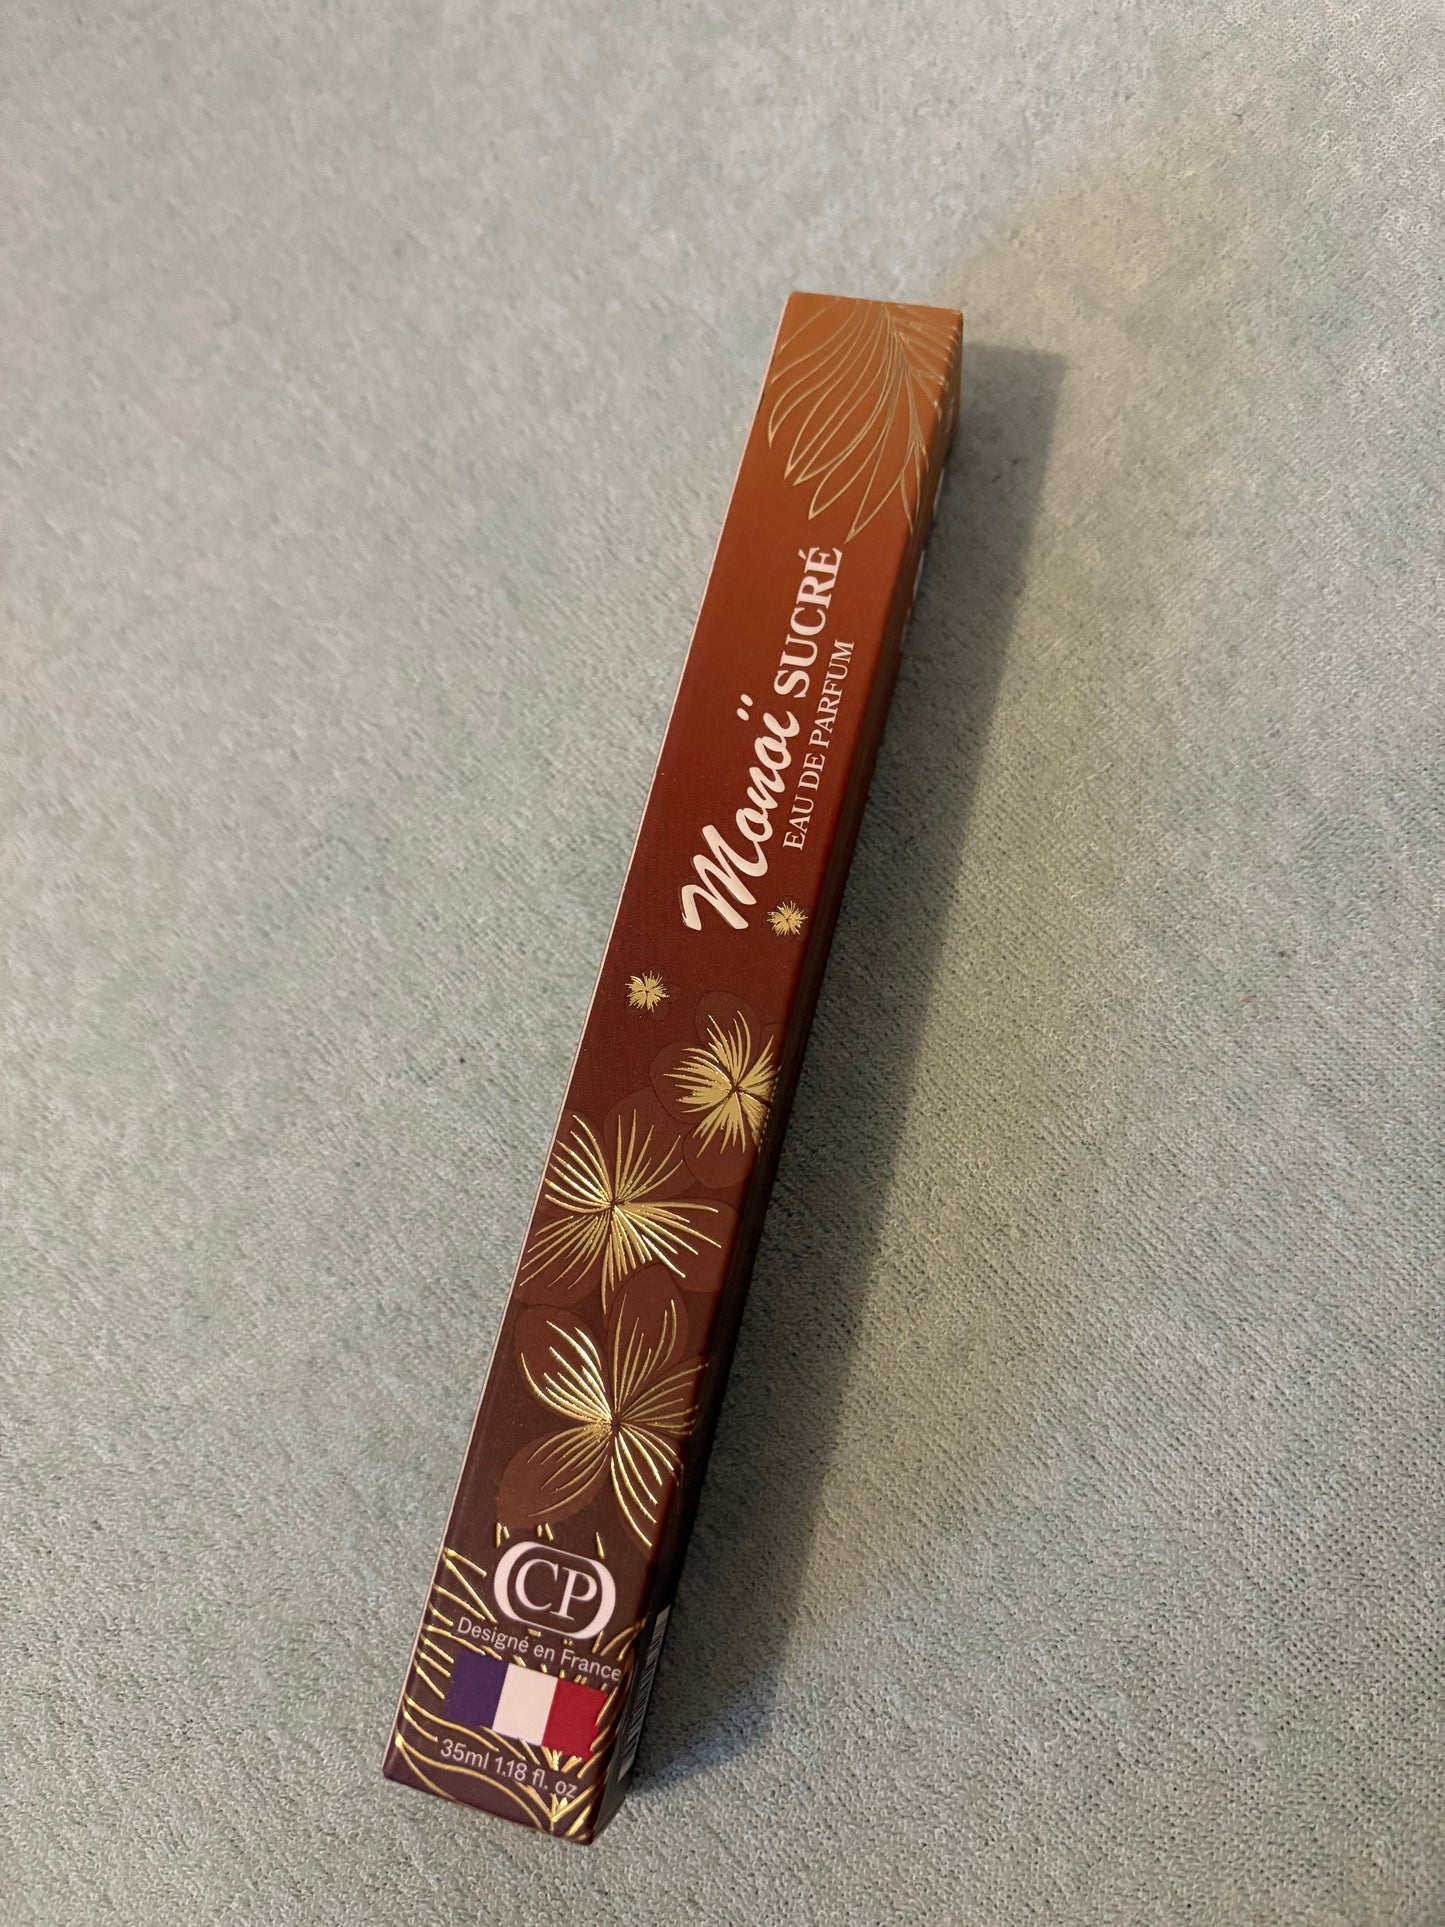 Monoï SUCRÉ
EAU DE PARFUM
CP
Designé en France
35ml 1.18 fl. oz